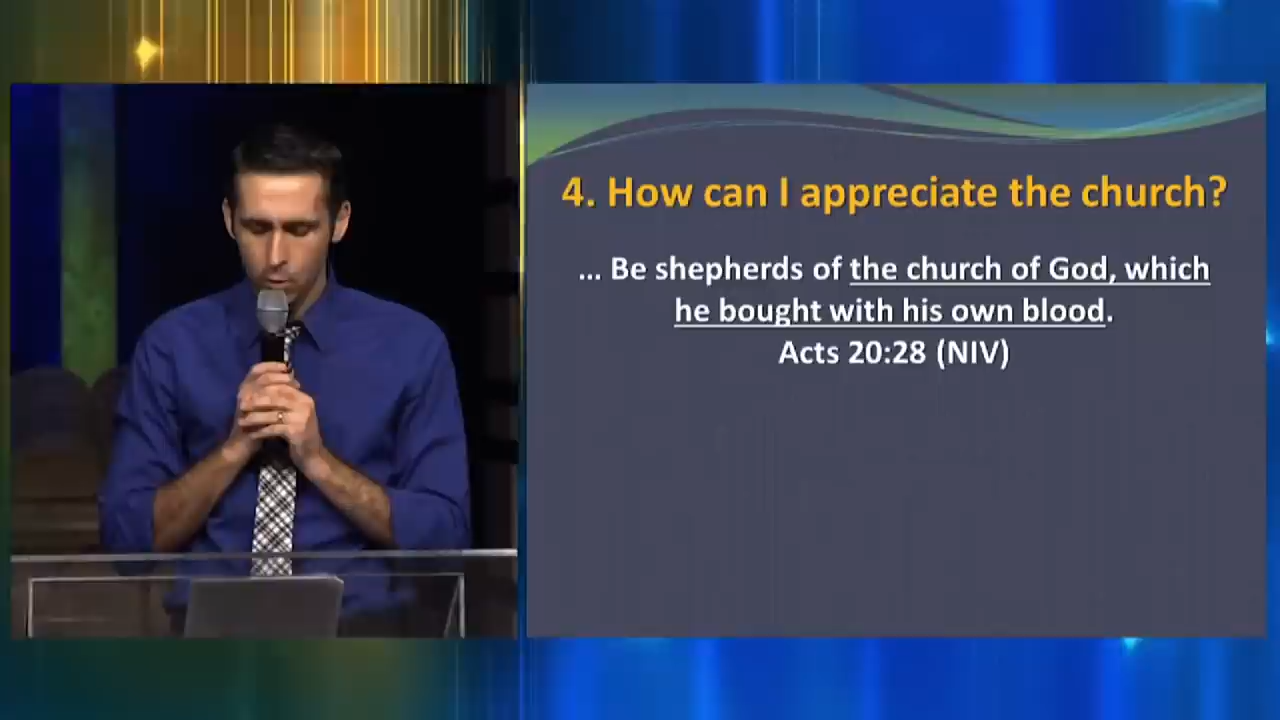 4. How can I appreciate the church?
... Be shepherds of the church of God, which
he bought with his own blood.
Acts 20:28 (NIV)